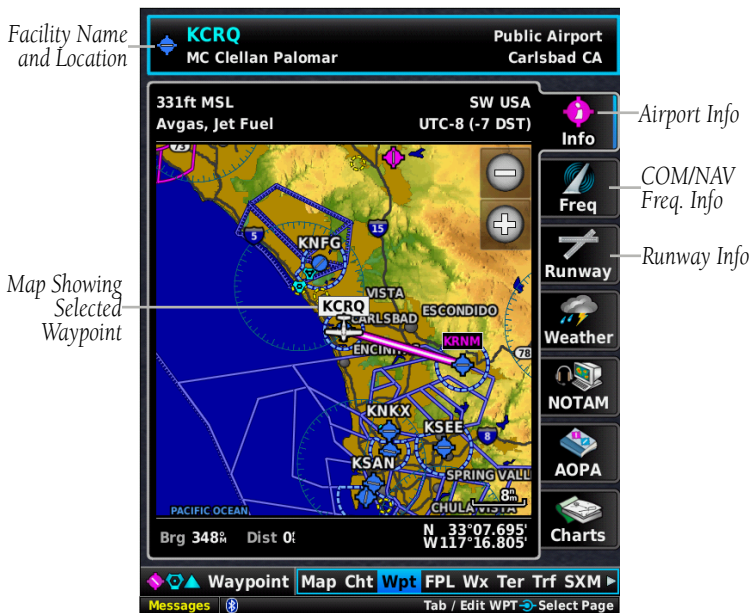 Facility Name
and Location
KCRQ
Public Airport
MC Clellan Palomar
Carlsbad CA
331ft MSL
SW USA
Avgas, Jet Fuel
UTC-8 (-7 DST)
Info
Airport Info
Freq
COM/NAV
Freq. Info
Runway
Runway Info
Weather
NOTAM
AOPA
Charts
Map Showing
Selected
Waypoint
73
15
5
KNFG
VISTA
KCRQ
CARLSBAD
ESCONDIDO
KRNM
78
KNKX
KSEE
8
KSAN
SPRING VALL
CHULA VISTA
PACIFIC OCEAN
Brg 348
Dist 0
N 33°07.695'
W117°16.805'
Waypoint
Map Cht Wpt FPL Wx Ter Trf SXM
Messages
Tab / Edit WPT
Select Page